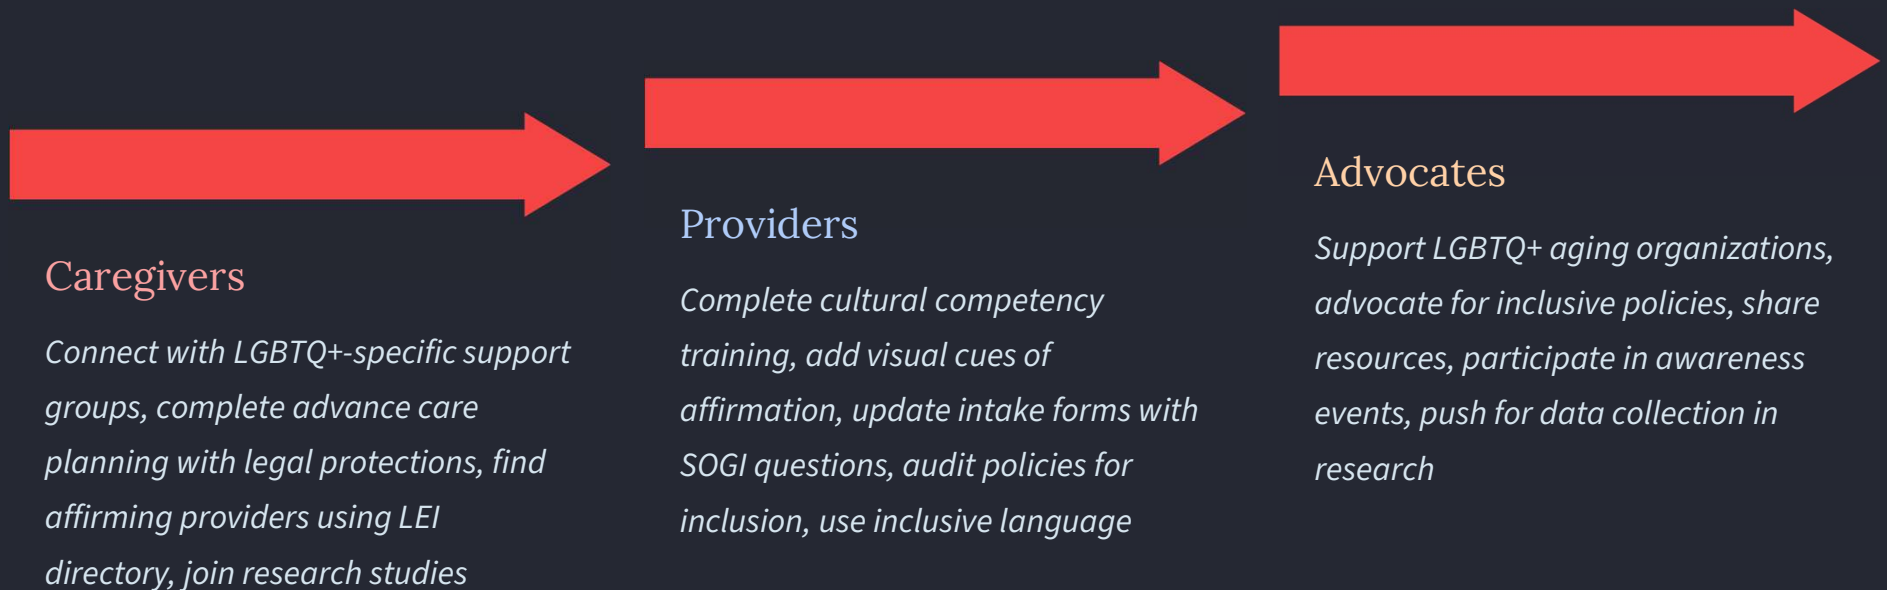 Caregivers
Connect with LGBTQ+-specific support
groups, complete advance care
planning with legal protections, find
affirming providers using LEI
directory, join research studies
Providers
Complete cultural competency
training, add visual cues of
affirmation, update intake forms with
SOGI questions, audit policies for
inclusion, use inclusive language
Advocates
Support LGBTQ+ aging organizations,
advocate for inclusive policies, share
resources, participate in awareness
events, push for data collection in
research